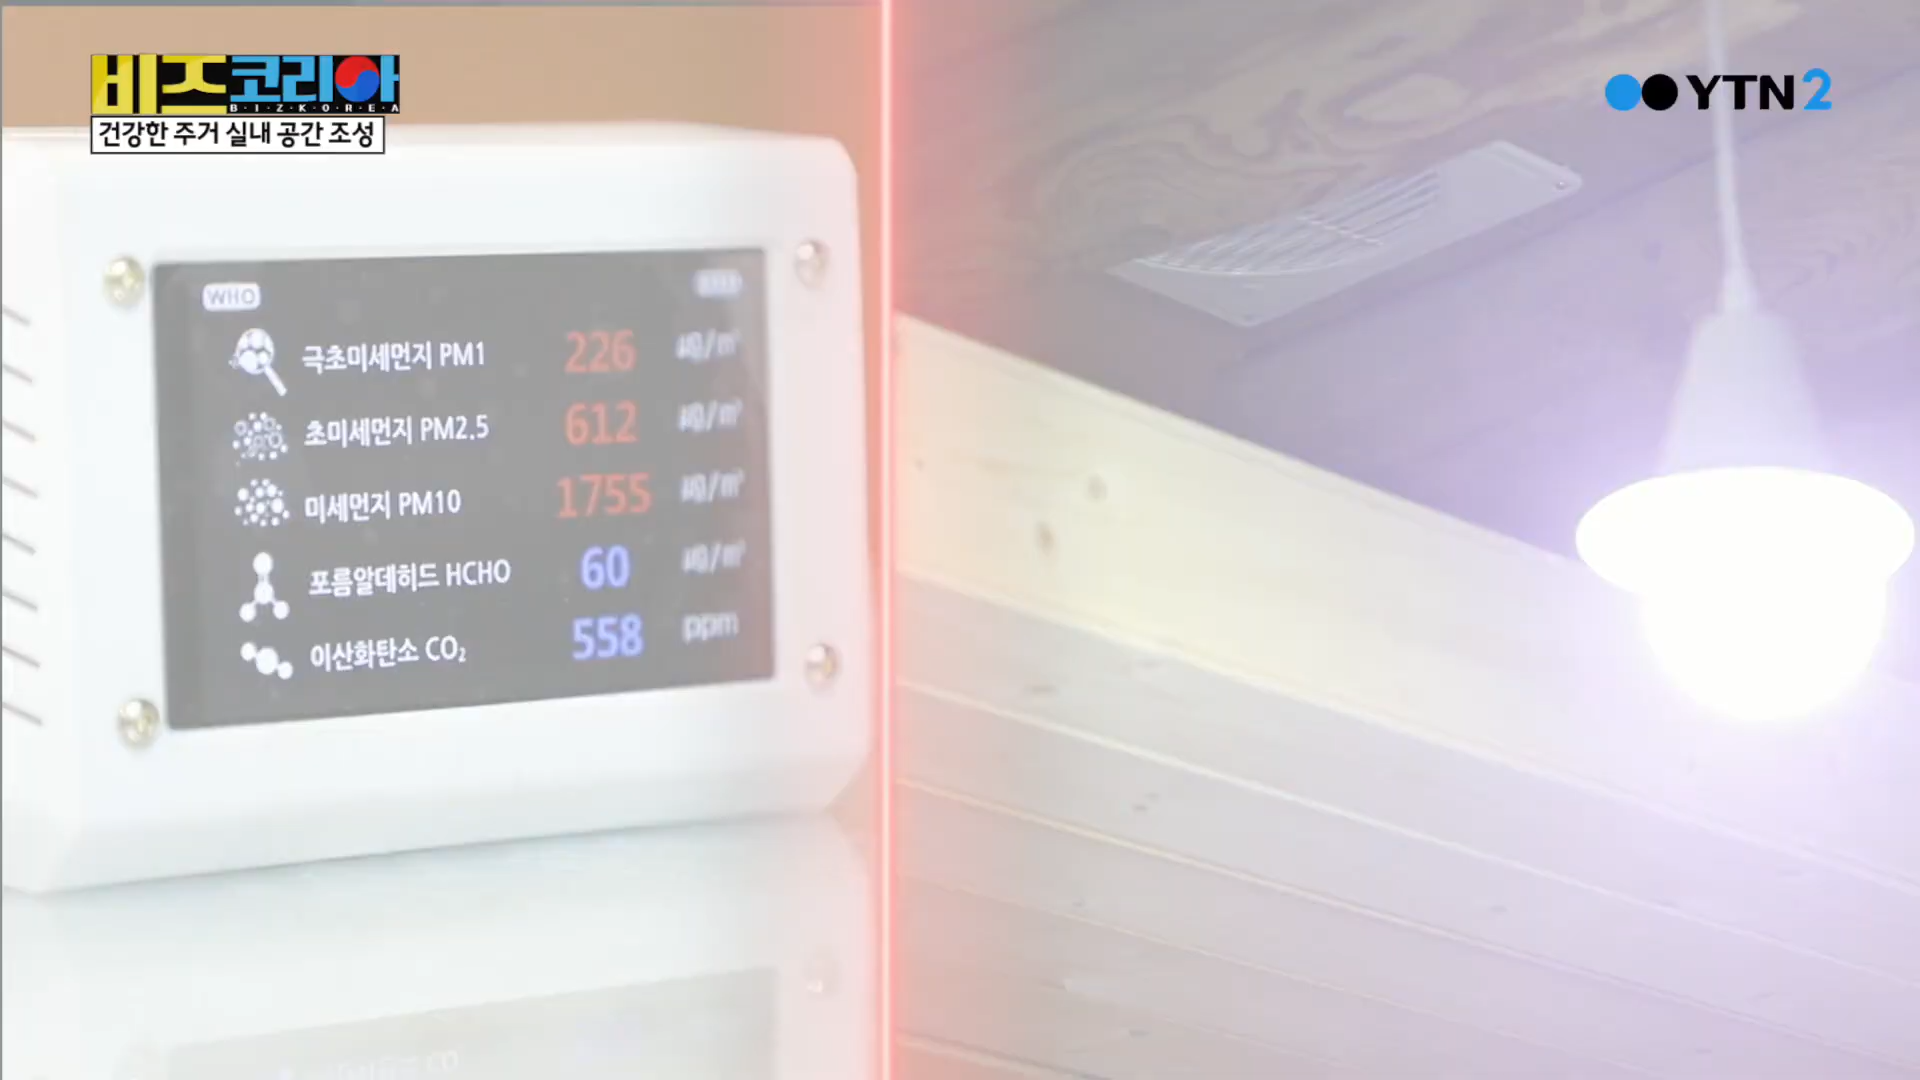 비즈코리아
B·I·Z·K·O·R·E·A
건강한 주거 실내 공간 조성
YTN2
WHO
극초미세먼지 PM1 226 μg/m³
초미세먼지 PM2.5 612 μg/m³
미세먼지 PM10 1755 μg/m³
포름알데히드 HCHO 60 μg/m³
이산화탄소 CO₂ 558 ppm